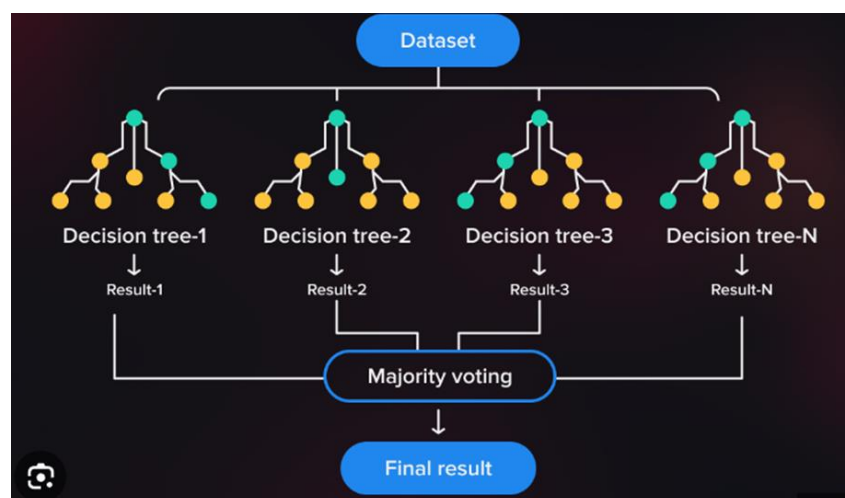 Dataset
Decision tree-1 Decision tree-2 Decision tree-3 Decision tree-N
Result-1 Result-2 Result-3 Result-N
Majority voting
Final result